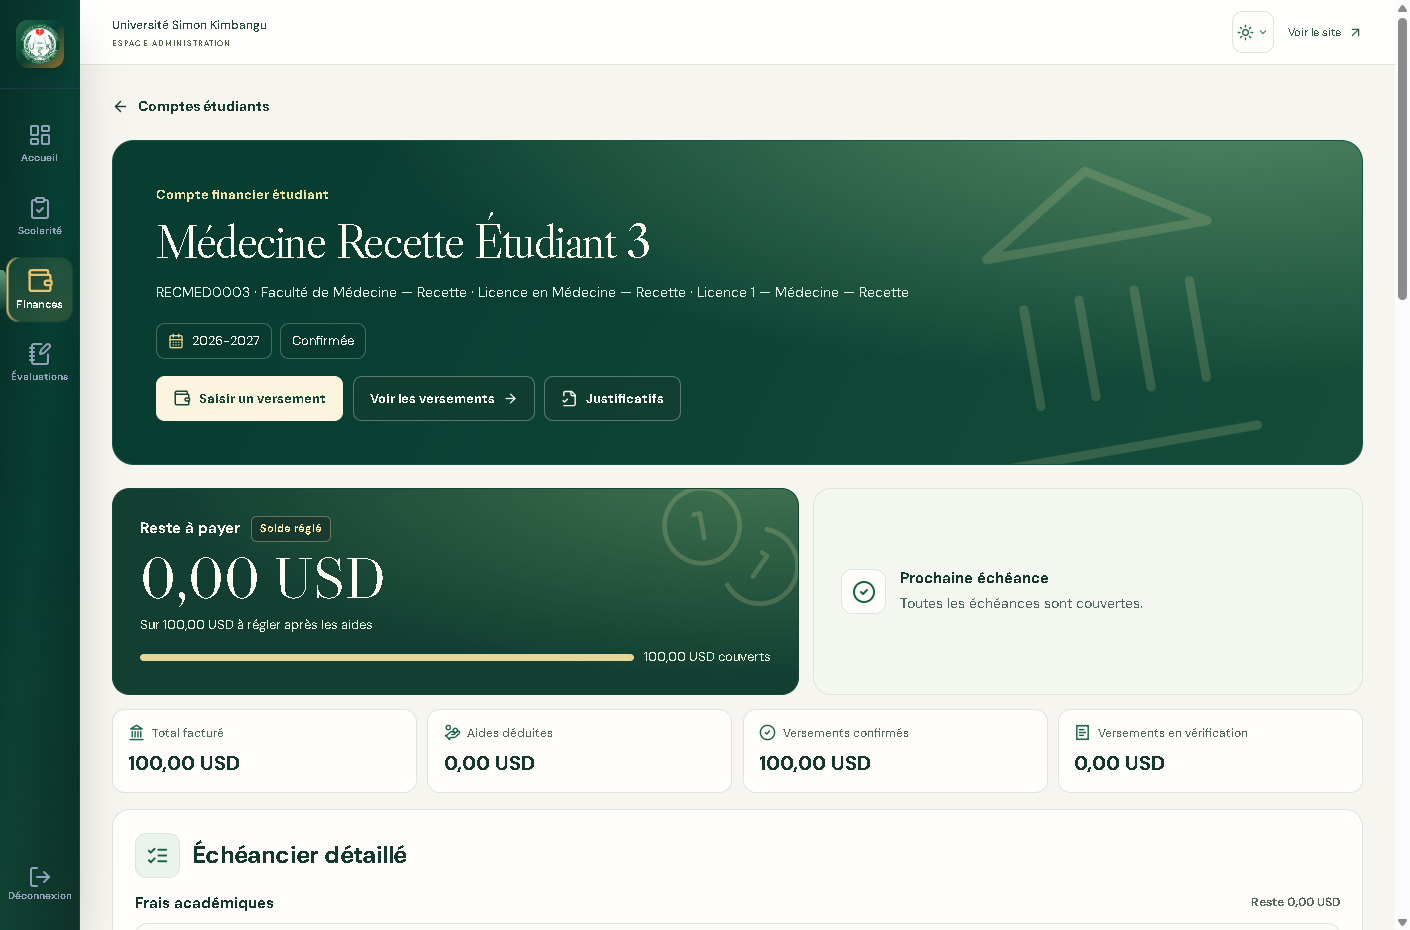 Université Simon Kimbangu
ESPACE ADMINISTRATION
Voir le site
Accueil
Scolarité
Finances
Évaluations
Déconnexion
Comptes étudiants
Compte financier étudiant
Médecine Recette Étudiant 3
RECMED0003 · Faculté de Médecine — Recette · Licence en Médecine — Recette · Licence 1 — Médecine — Recette
2026-2027
Confirmée
Saisir un versement
Voir les versements
Justificatifs
Reste à payer
Solde réglé
0,00 USD
Sur 100,00 USD à régler après les aides
100,00 USD couverts
Prochaine échéance
Toutes les échéances sont couvertes.
Total facturé
100,00 USD
Aides déduites
0,00 USD
Versements confirmés
100,00 USD
Versements en vérification
0,00 USD
Échéancier détaillé
Frais académiques
Reste 0,00 USD